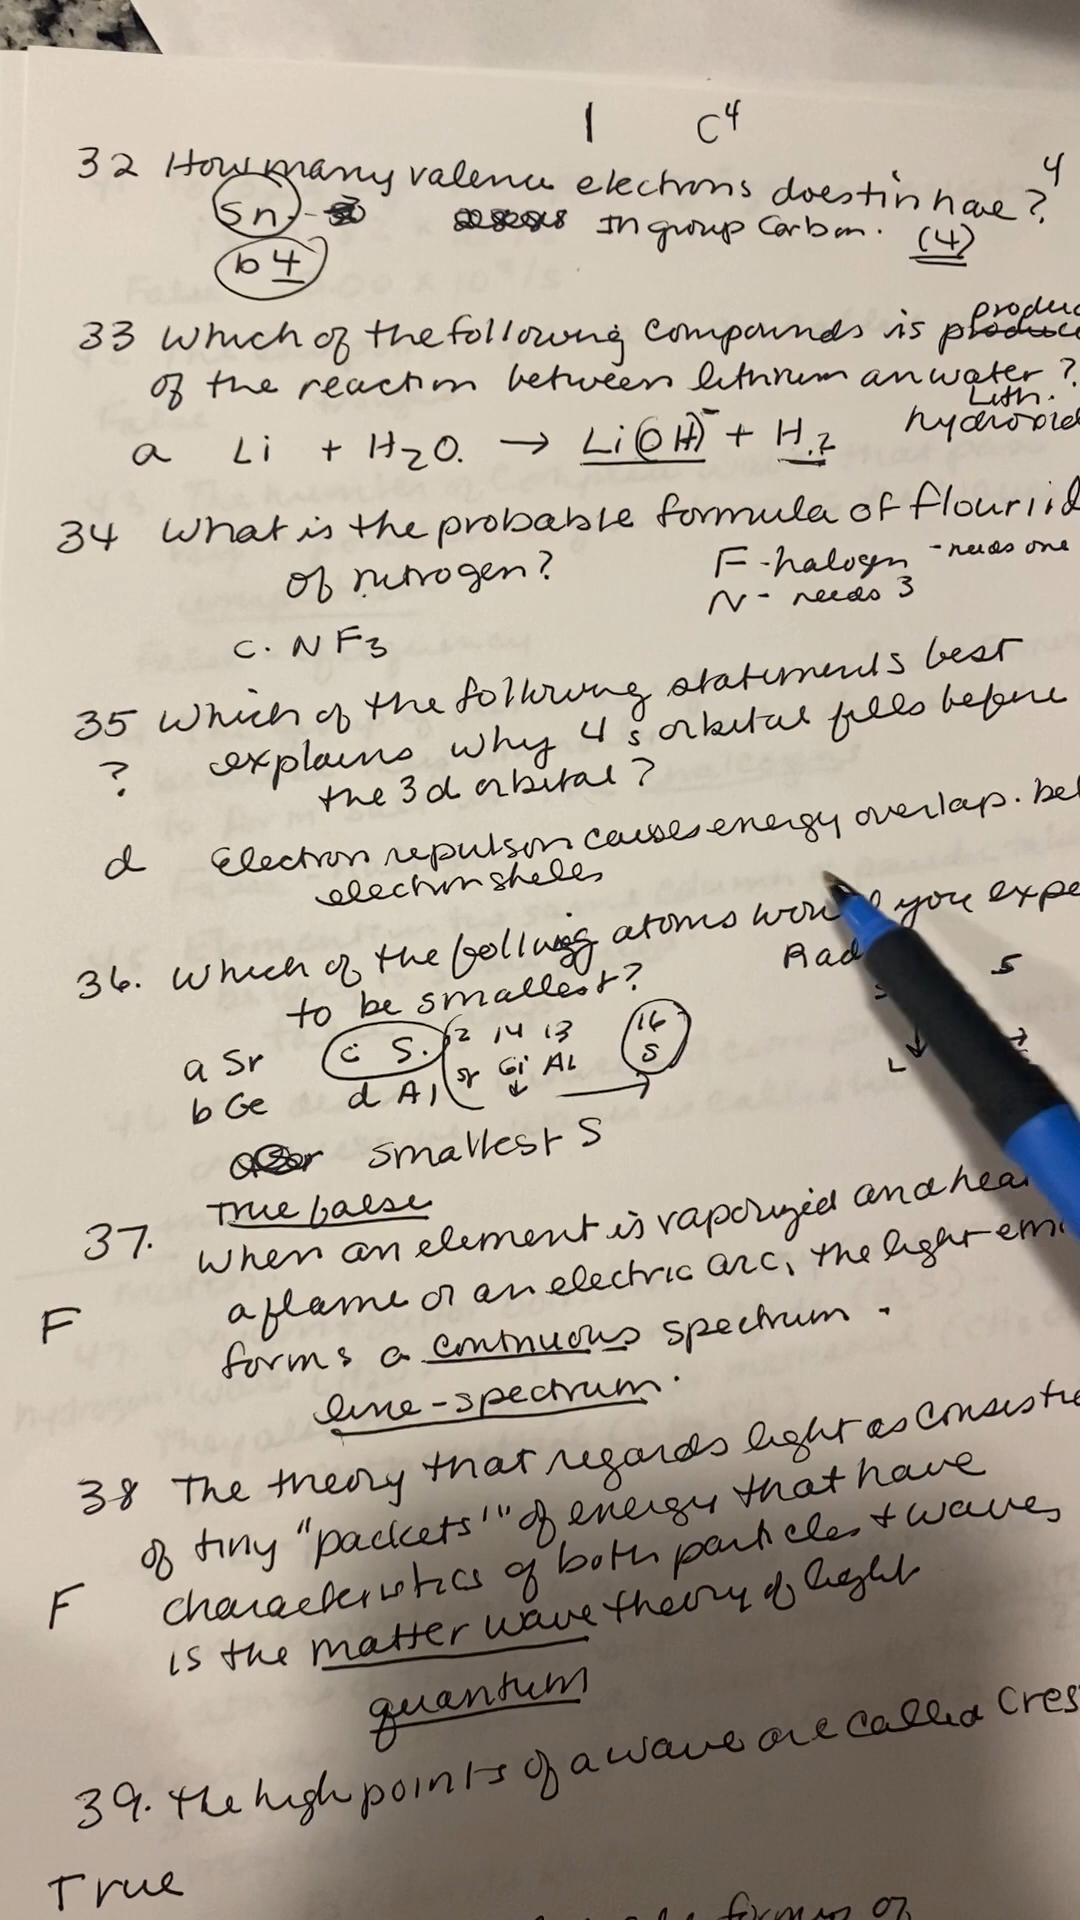 1 C⁴
32 How many valence electrons does tin have ? 4
Sn. - In group Carbon. (4)
b 4
33 Which of the following compounds is produc
of the reaction between lithium an water ?
Lith.
a Li + H₂O. → Li(OH)⁻ + H.₂ hydroxid
34 What is the probable formula of flouriid
of nitrogen? F - halogen - needs one
N - needs 3
C. NF₃
35 Which of the following statements best
? explains why 4s orbital fills before
the 3d orbital ?
d Electron repulson causes energy overlap. bet
electron shells
36. Which of the following atoms would you expe
to be smallest? Rad S
a Sr c S. 2 14 13 16
b Ge d Al Sr Gi Al S
L
smallest S
True false
37. When an element is vaporized and hea
F a flame or an electric arc, the light em
forms a continuous spectrum .
line-spectrum.
38 The theory that regards light as consisti
of tiny "packets" of energy that have
F characteristics of both particles + waves
is the matter wave theory of light
quantum
39. The high points of a wave are called Cres
True
forms of